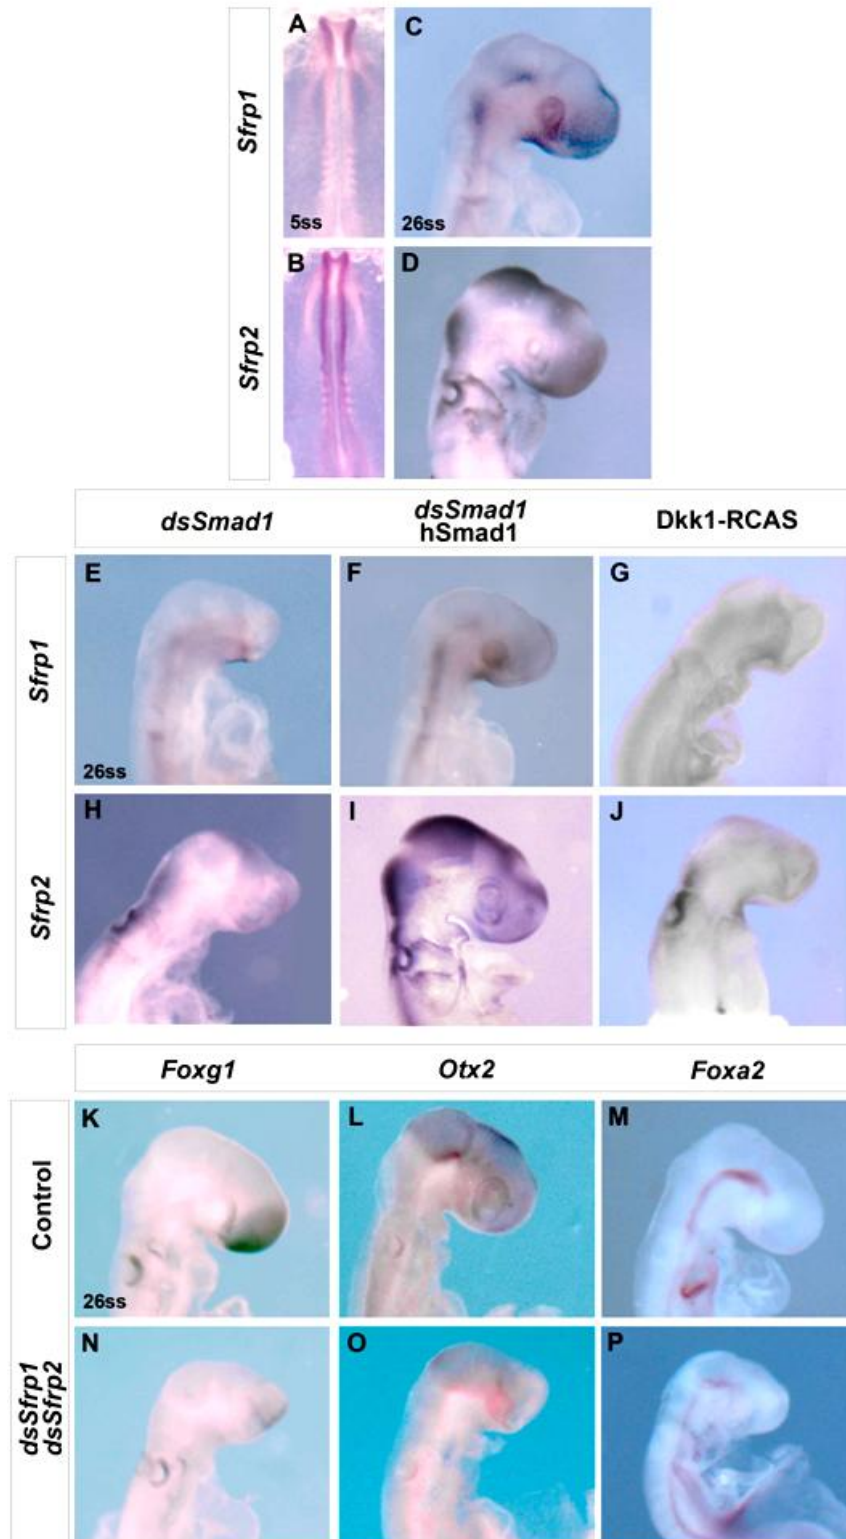 Sfrp1
A
C
5ss
26ss
Sfrp2
B
D
dsSmad1
dsSmad1
hSmad1
Dkk1-RCAS
Sfrp1
E
F
G
26ss
Sfrp2
H
I
J
Foxg1
Otx2
Foxa2
Control
K
L
M
26ss
dsSfrp1
dsSfrp2
N
O
P